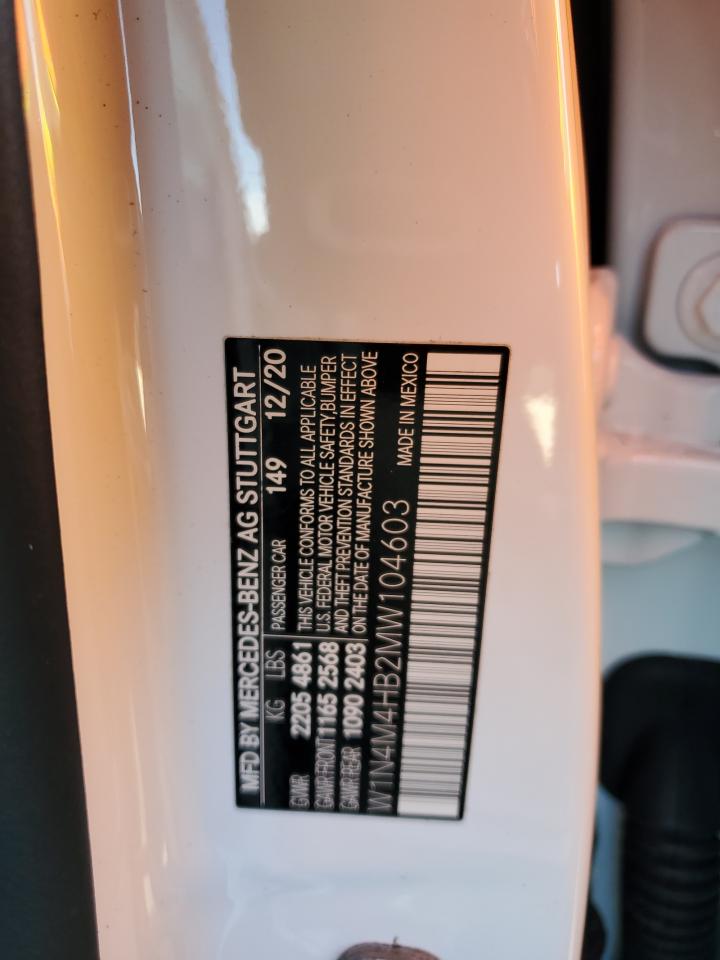 MFD BY MERCEDES-BENZ AG STUTTGART
KG LBS PASSENGER CAR 149 12/20
GVWR 2205 4861 THIS VEHICLE CONFORMS TO ALL APPLICABLE
GAWR FRONT 1165 2568 U.S. FEDERAL MOTOR VEHICLE SAFETY, BUMPER
GAWR REAR 1090 2403 AND THEFT PREVENTION STANDARDS IN EFFECT
ON THE DATE OF MANUFACTURE SHOWN ABOVE
W1N4M4HB2MW104603 MADE IN MEXICO